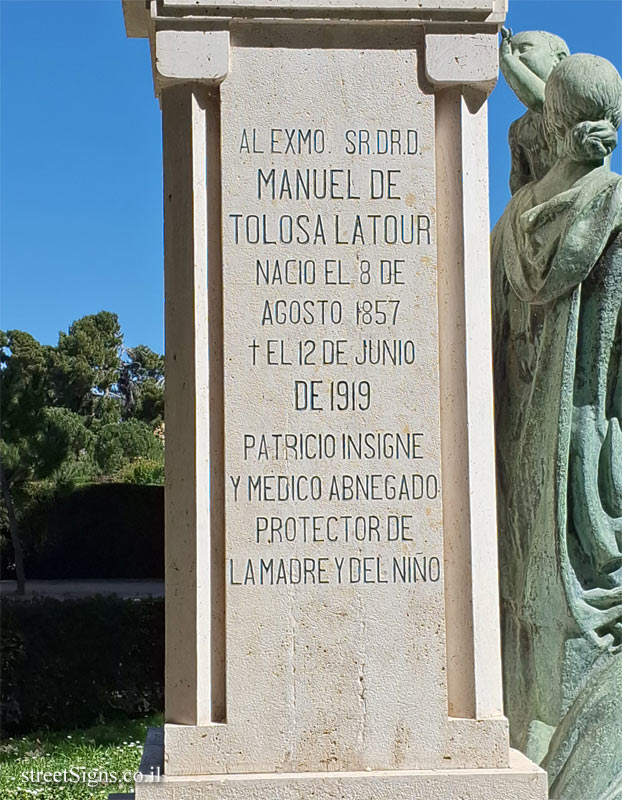 AL EXMO. SR. DR. D.
MANUEL DE
TOLOSA LATOUR
NACIO EL 8 DE
AGOSTO 1857
† EL 12 DE JUNIO
DE 1919
PATRICIO INSIGNE
Y MEDICO ABNEGADO
PROTECTOR DE
LA MADRE Y DEL NIÑO
streetSigns.co.il